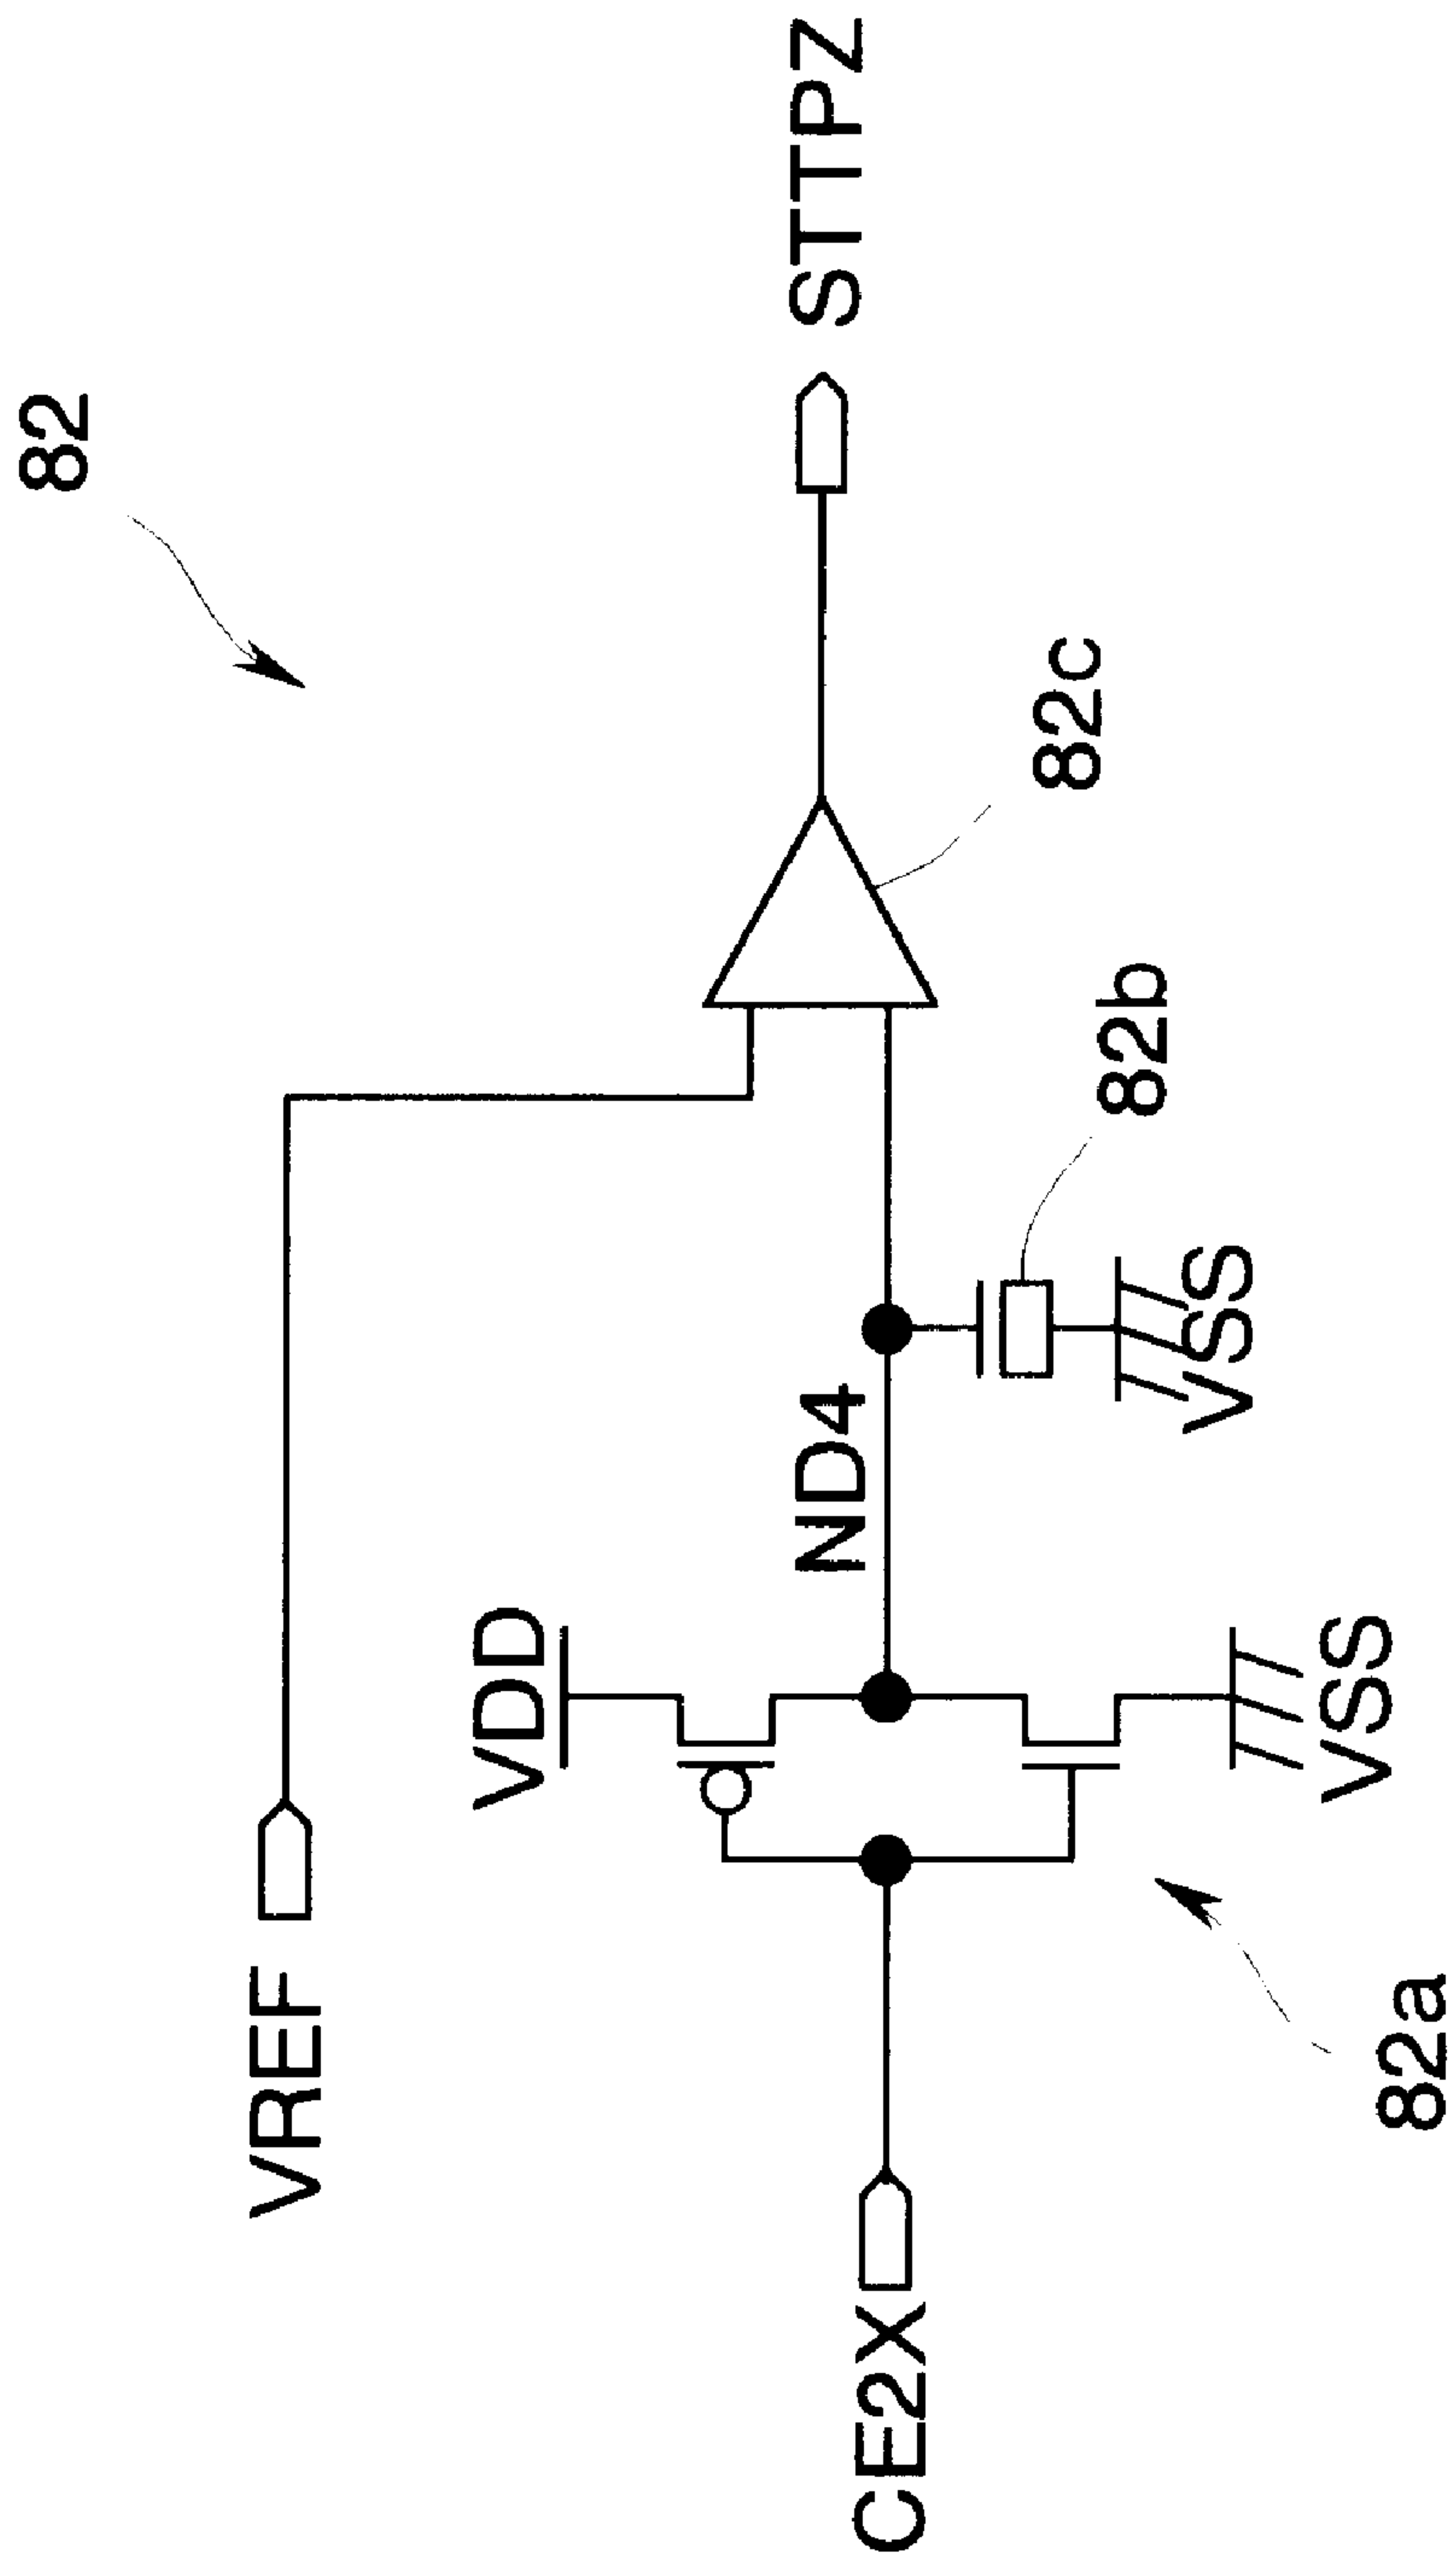 82
VREF
STTPZ
VDD
ND4
CE2X
82c
82b
VSS
VSS
82a